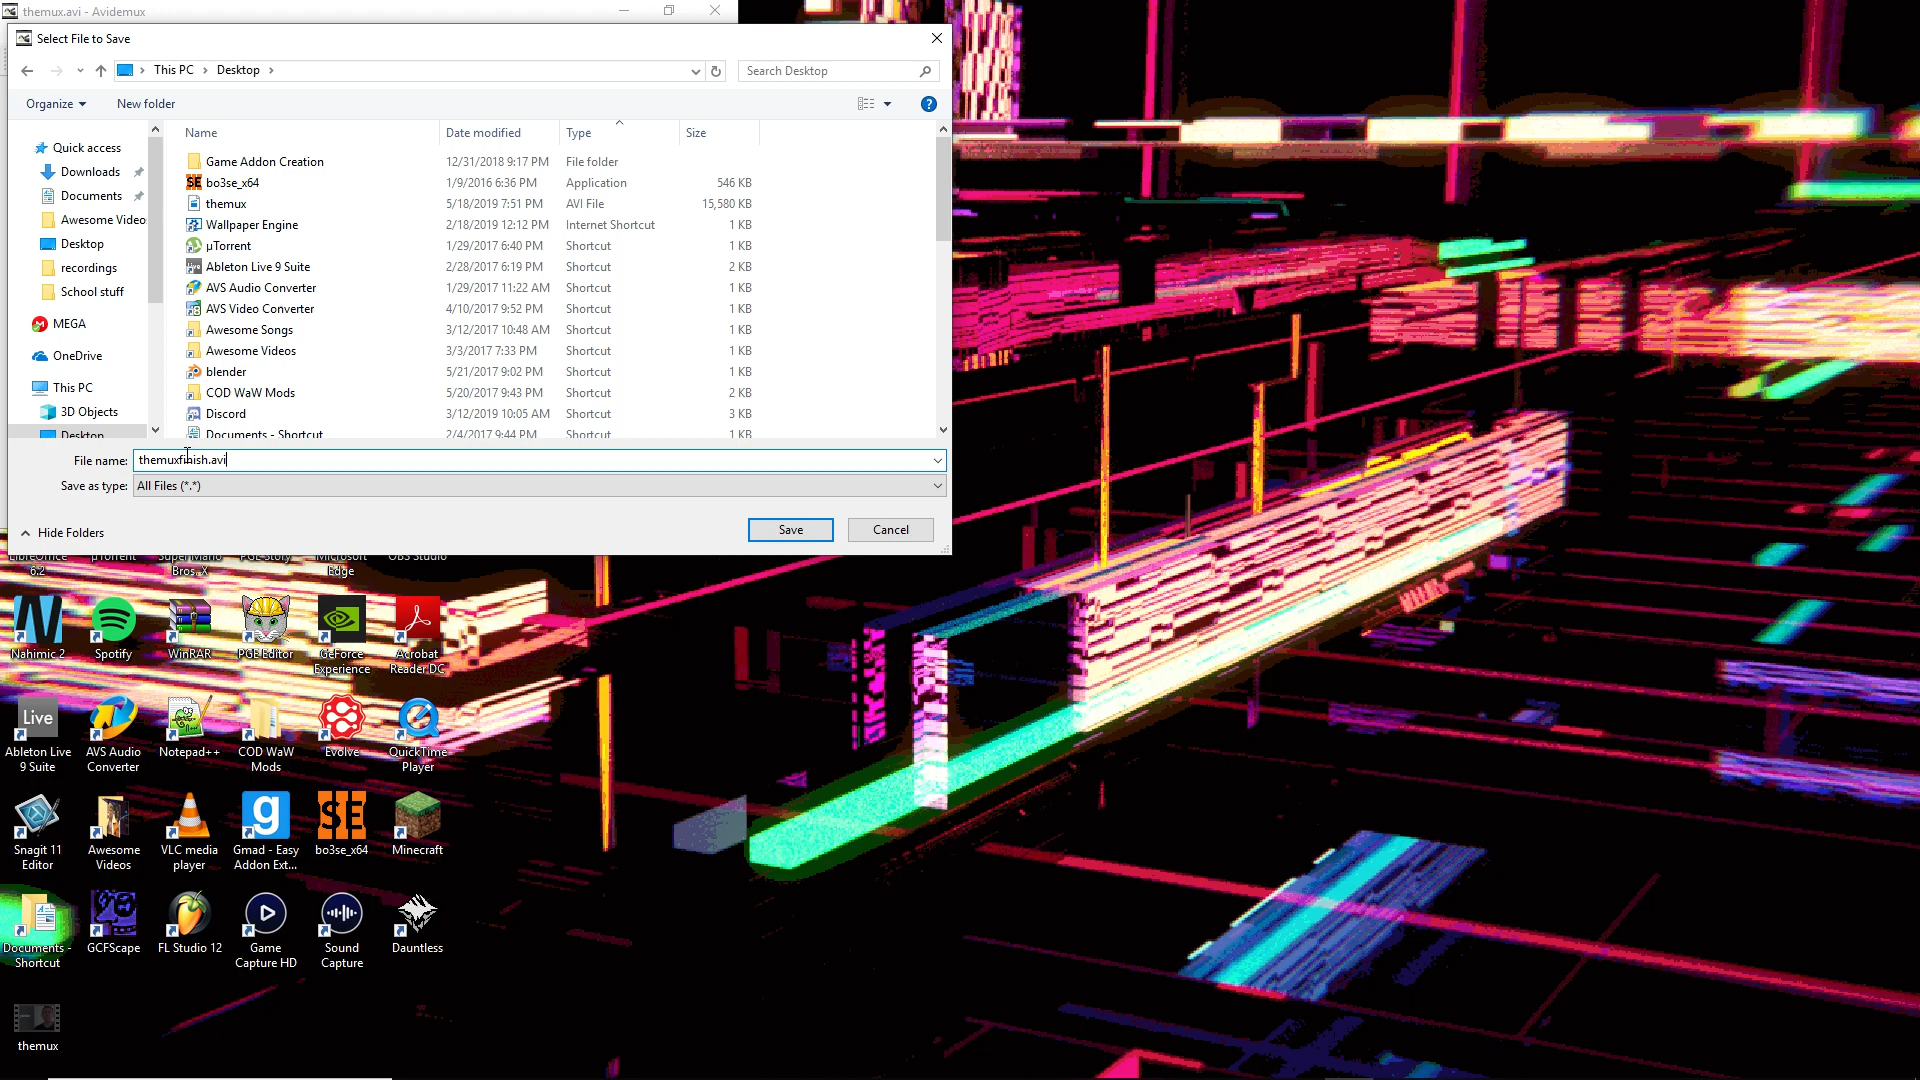 themux.avi - Avidemux
Select File to Save
This PC
Desktop
Search Desktop
Organize
New folder
Name
Date modified
Type
Size
Quick access
Downloads
Documents
Awesome Video
Desktop
recordings
School stuff
MEGA
OneDrive
This PC
3D Objects
Desktop
Game Addon Creation 12/31/2018 9:17 PM File folder
bo3se_x64 1/9/2016 6:36 PM Application 546 KB
themux 5/18/2019 7:51 PM AVI File 15,580 KB
Wallpaper Engine 2/18/2019 12:12 PM Internet Shortcut 1 KB
µTorrent 1/29/2017 6:40 PM Shortcut 1 KB
Ableton Live 9 Suite 2/28/2017 6:19 PM Shortcut 2 KB
AVS Audio Converter 1/29/2017 11:22 AM Shortcut 1 KB
AVS Video Converter 4/10/2017 9:52 PM Shortcut 1 KB
Awesome Songs 3/12/2017 10:48 AM Shortcut 1 KB
Awesome Videos 3/3/2017 7:33 PM Shortcut 1 KB
blender 5/21/2017 9:02 PM Shortcut 1 KB
COD WaW Mods 5/20/2017 9:43 PM Shortcut 2 KB
Discord 3/12/2019 10:05 AM Shortcut 3 KB
Documents - Shortcut 2/4/2017 9:44 PM Shortcut 1 KB
File name: themuxfinish.avi
Save as type: All Files (*.*)
Hide Folders
Save
Cancel
LibreOffice
6.2
µTorrent
SuperMario
Bros. X
PGE Story
Microsoft
Edge
OBS Studio
Nahimic 2
Spotify
WinRAR
PGE Editor
GeForce
Experience
Acrobat
Reader DC
Live
Ableton Live
9 Suite
AVS Audio
Converter
Notepad++
COD WaW
Mods
Evolve
QuickTime
Player
Snagit 11
Editor
Awesome
Videos
VLC media
player
g
Gmad - Easy
Addon Ext...
SE
bo3se_x64
Minecraft
Documents -
Shortcut
GCFScape
FL Studio 12
Game
Capture HD
Sound
Capture
Dauntless
themux